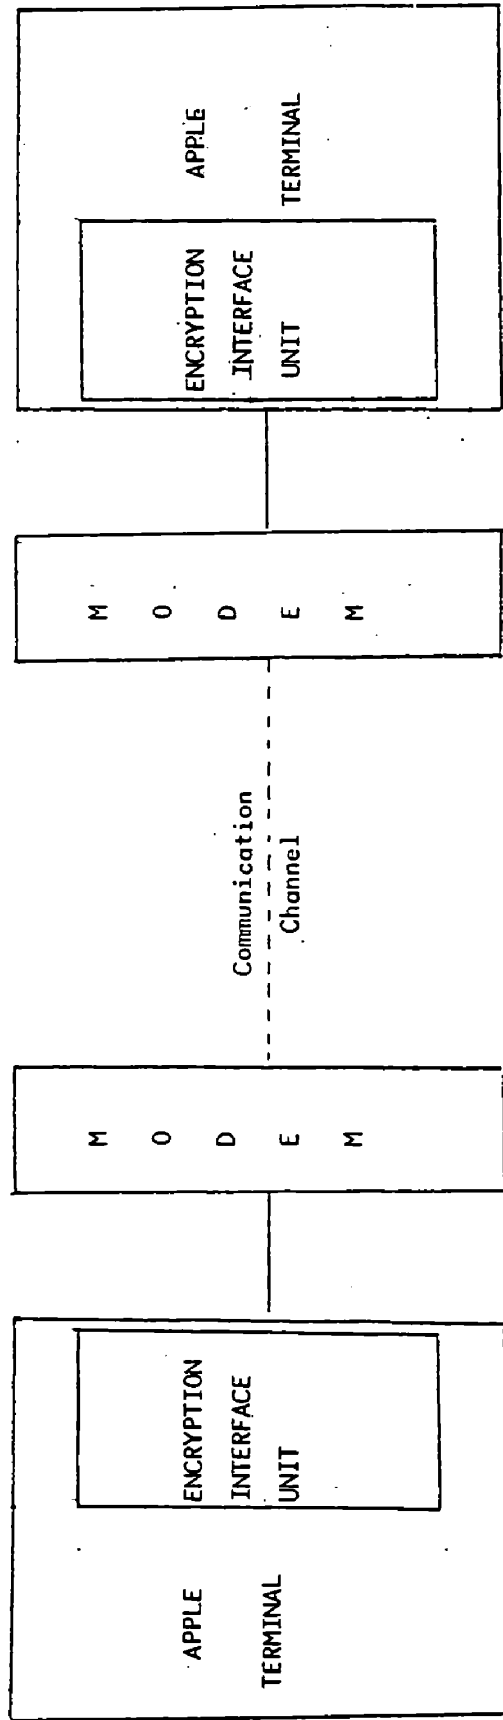 APPLE
TERMINAL
ENCRYPTION
INTERFACE
UNIT
M
O
D
E
M
Communication
Channel
M
O
D
E
M
ENCRYPTION
INTERFACE
UNIT
APPLE
TERMINAL